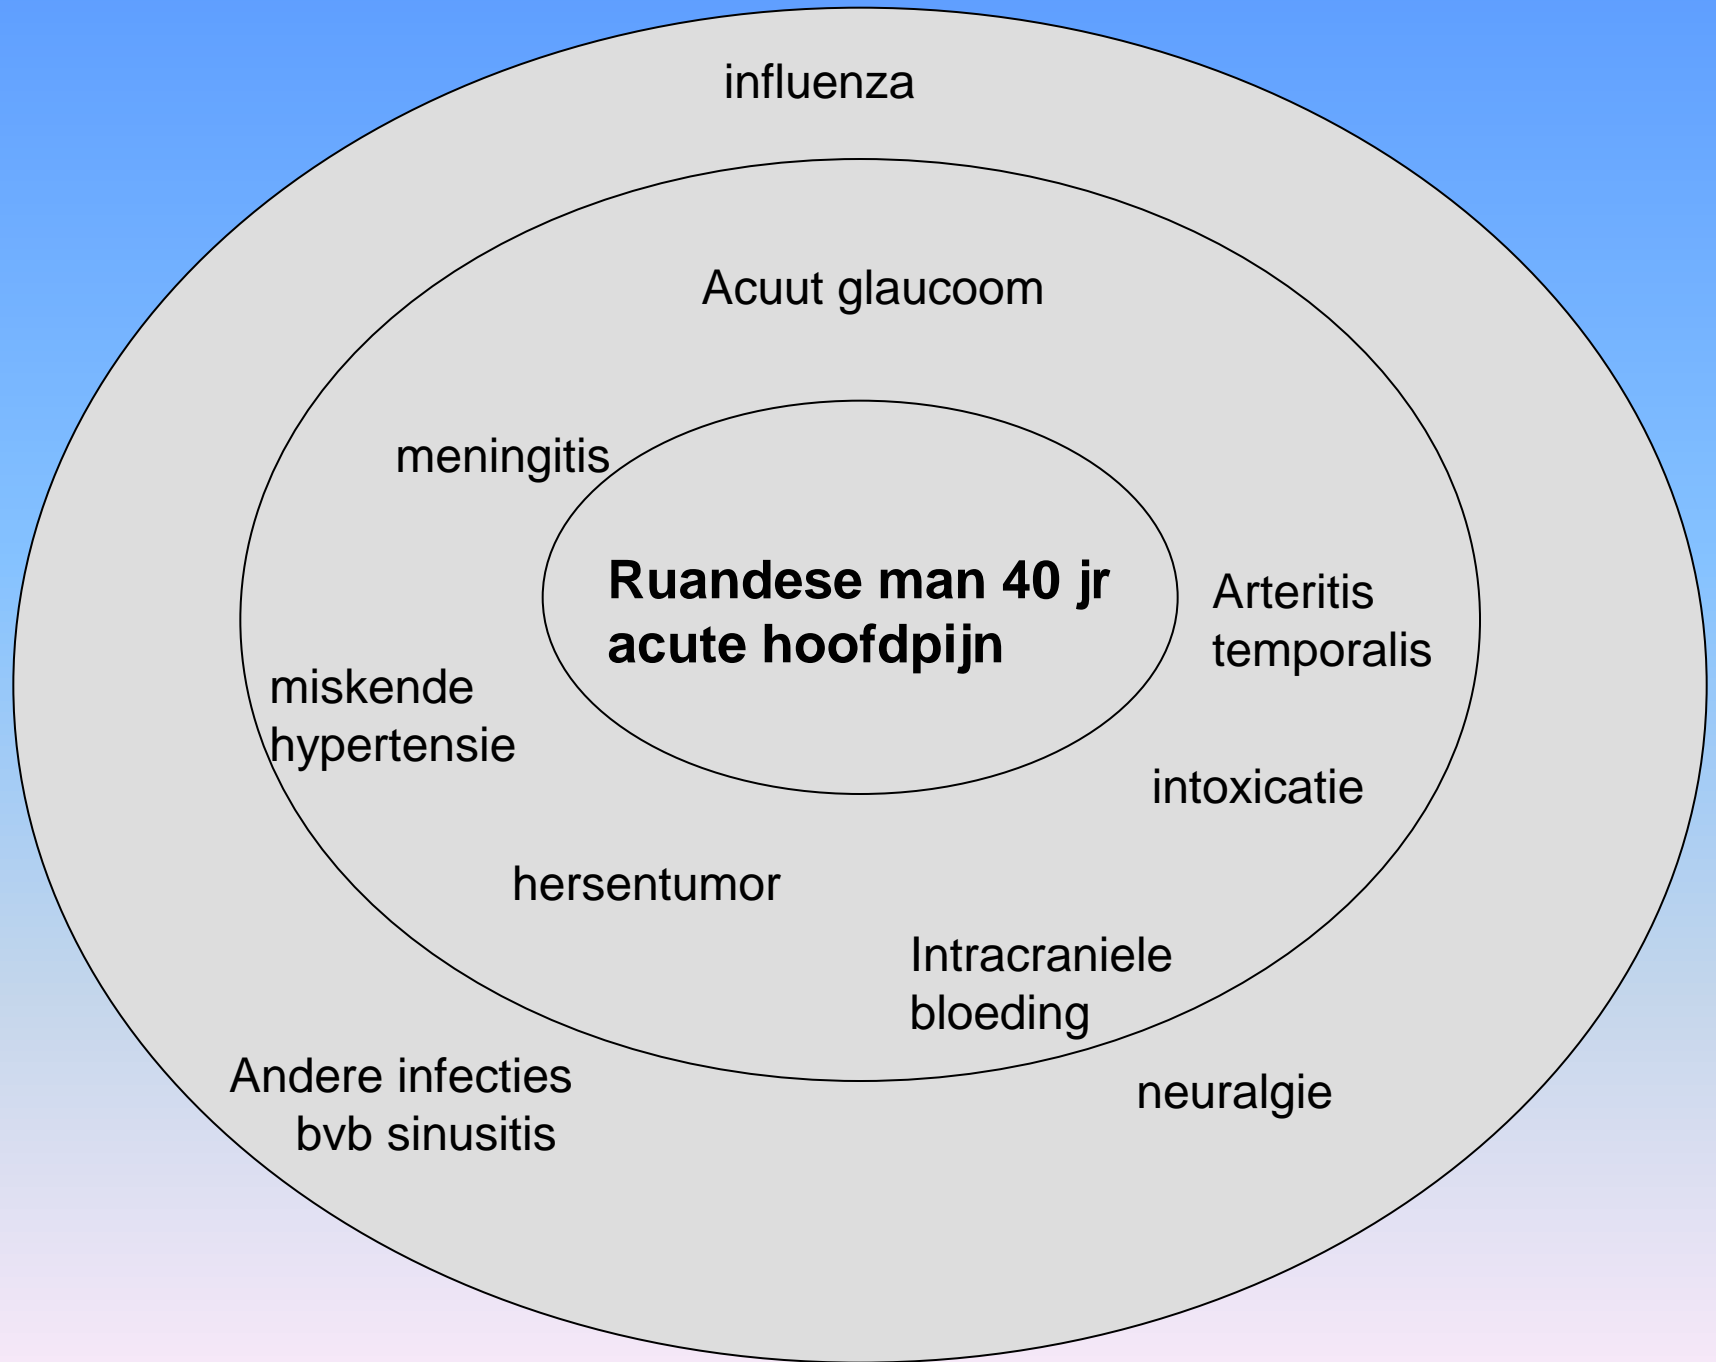 influenza
Acuut glaucoom
meningitis
Ruandese man 40 jr
acute hoofdpijn
Arteritis
temporalis
miskende
hypertensie
intoxicatie
hersentumor
Intracraniele
bloeding
Andere infecties
bvb sinusitis
neuralgie